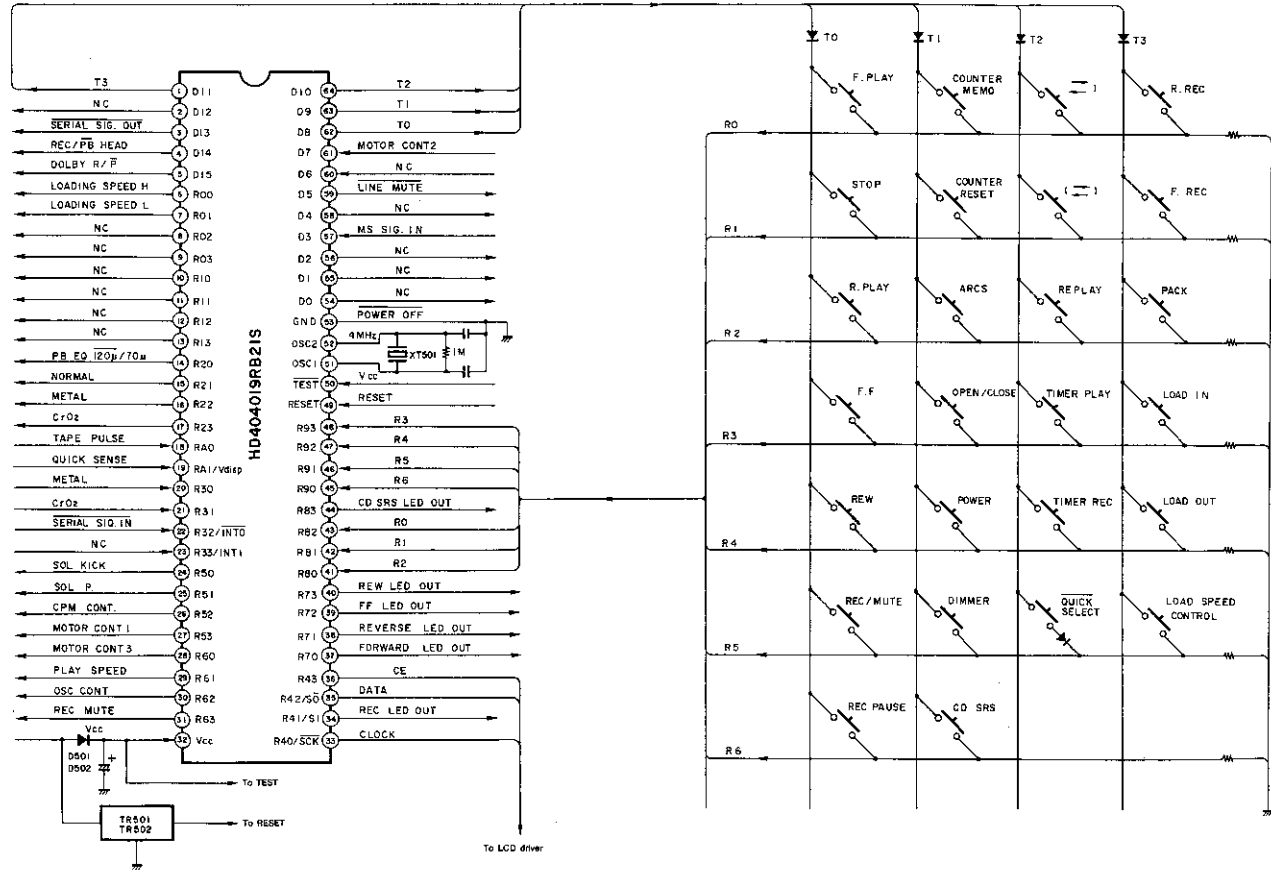 T3 1 D11 D10 64 T2
NC 2 D12 D9 63 T1
SERIAL SIG. OUT 3 D13 D8 62 T0
REC/PB HEAD 4 D14 D7 61 MOTOR CONT2
DOLBY R/P 5 D15 D6 60 NC
LOADING SPEED H 6 R00 D5 59 LINE MUTE
LOADING SPEED L 7 R01 D4 58 NC
NC 8 R02 D3 57 MS SIG. IN
NC 9 R03 D2 56 NC
NC 10 R10 D1 55 NC
NC 11 R11 D0 54 NC
NC 12 R12 GND 53 POWER OFF
NC 13 R13 OSC2 52 4MHz
XT501 1M
PB EQ 120µ/70µ 14 R20 OSC1 51
NORMAL 15 R21 TEST 50 Vcc
METAL 16 R22 RESET 49 RESET
CrO2 17 R23 R93 48 R3
TAPE PULSE 18 RA0 R92 47 R4
QUICK SENSE 19 RA1/Vdisp R91 46 R5
METAL 20 R30 R90 45 R6
CrO2 21 R31 R83 44 CD SRS LED OUT
SERIAL SIG. IN 22 R32/INT0 R82 43 R0
NC 23 R33/INT1 R81 42 R1
SOL KICK 24 R50 R80 41 R2
SOL P. 25 R51 R73 40 REW LED OUT
CPM CONT. 26 R52 R72 39 FF LED OUT
MOTOR CONT1 27 R53 R71 38 REVERSE LED OUT
MOTOR CONT3 28 R60 R70 37 FORWARD LED OUT
PLAY SPEED 29 R61 R43 36 CE
OSC CONT 30 R62 R42/SO 35 DATA
REC MUTE 31 R63 R41/SI 34 REC LED OUT
Vcc 32 Vcc R40/SCK 33 CLOCK
HD404019RB21S
D501
D502
+
To TEST
TR501
TR502
To RESET
To LCD driver
T0 T1 T2 T3
F. PLAY COUNTER MEMO R. REC
R0
STOP COUNTER RESET F. REC
R1
R. PLAY ARCS REPLAY PACK
R2
F.F OPEN/CLOSE TIMER PLAY LOAD IN
R3
REW POWER TIMER REC LOAD OUT
R4
REC/MUTE DIMMER QUICK SELECT LOAD SPEED CONTROL
R5
REC PAUSE CD SRS
R6